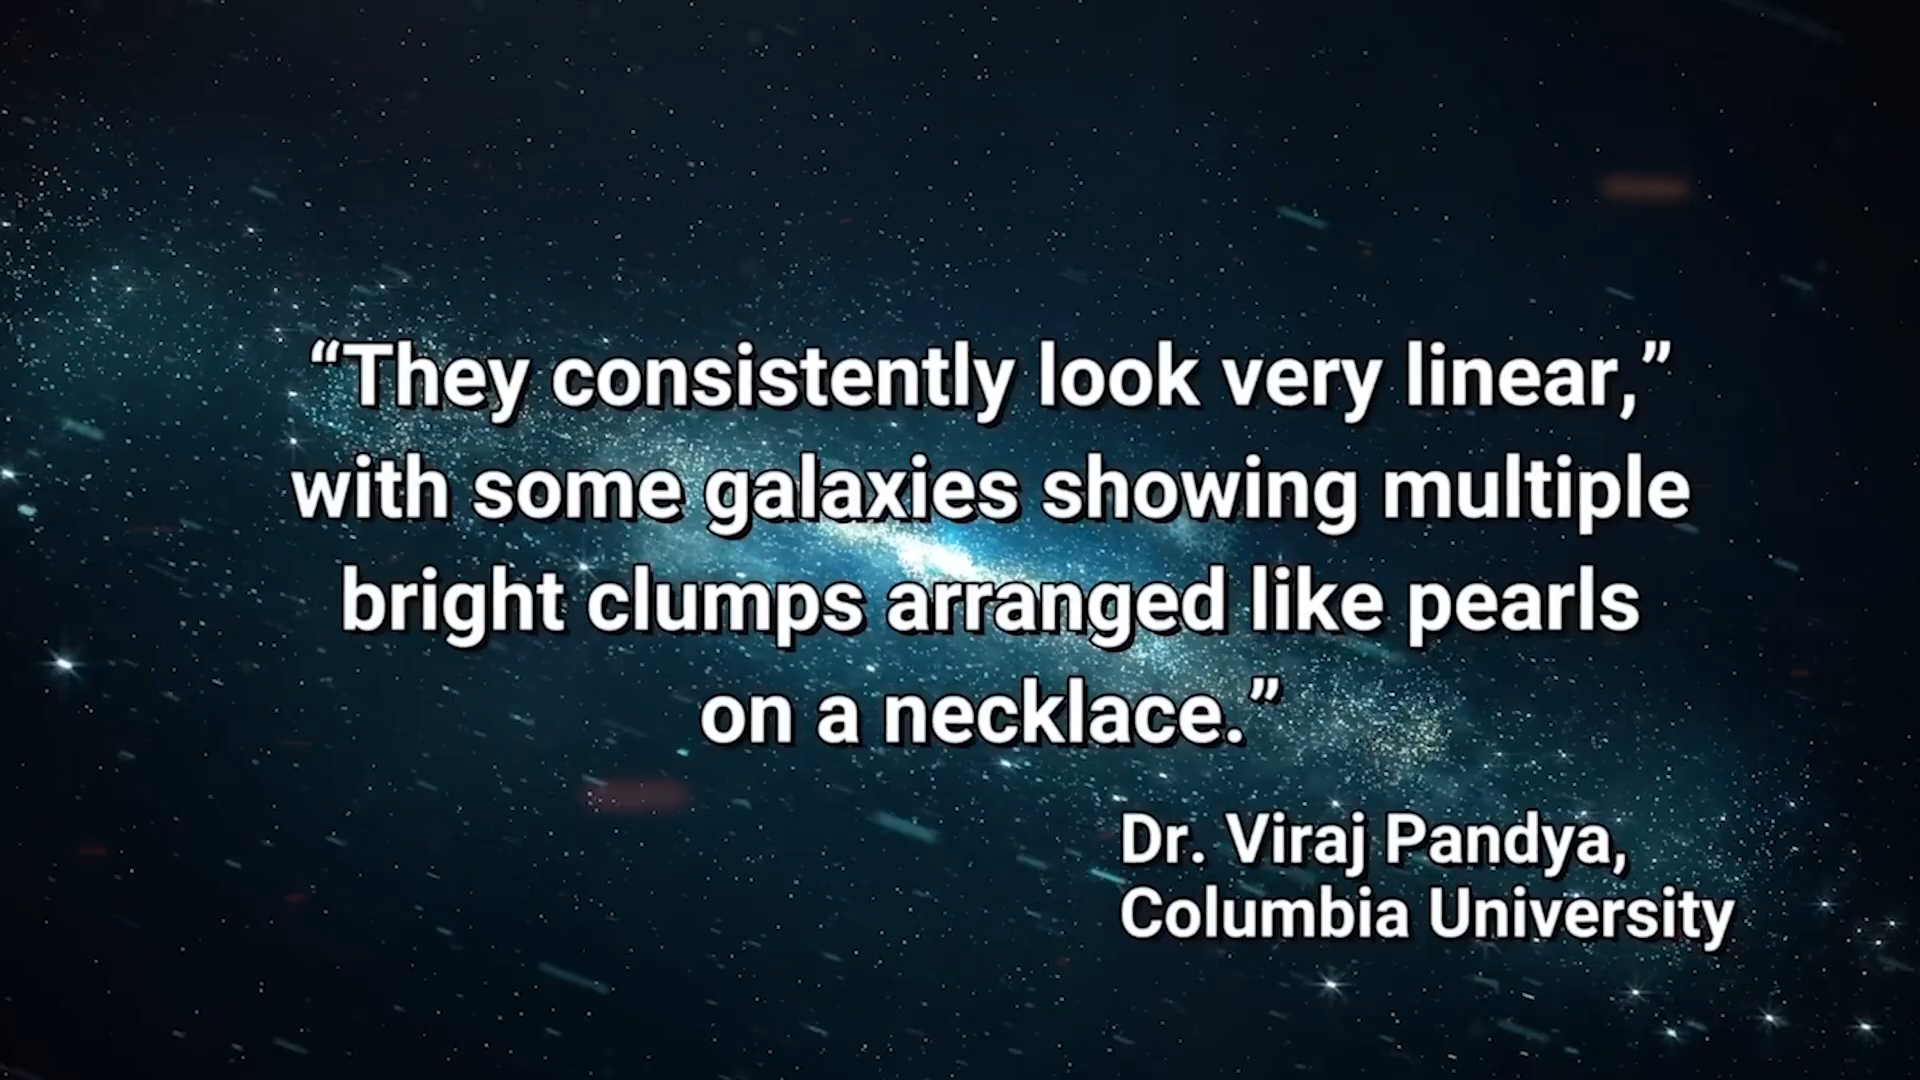 “They consistently look very linear,”
with some galaxies showing multiple
bright clumps arranged like pearls
on a necklace.”
Dr. Viraj Pandya,
Columbia University